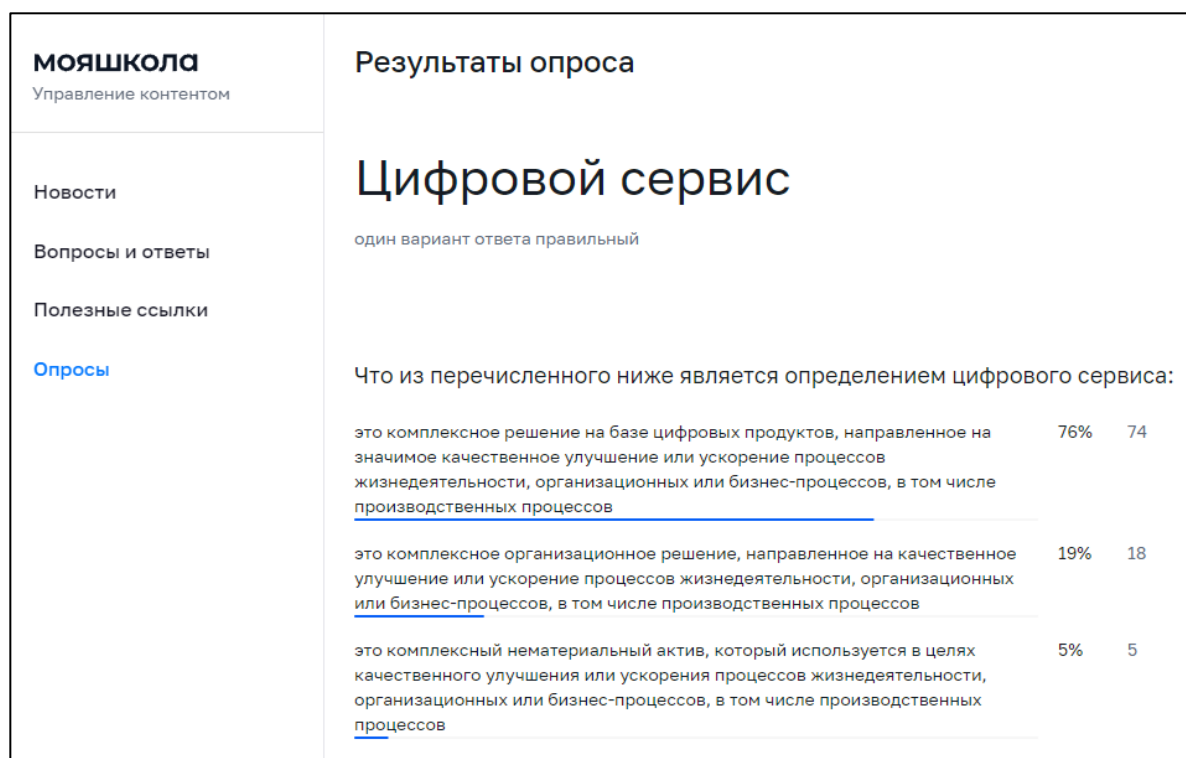 мояшкола
Управление контентом
Новости
Вопросы и ответы
Полезные ссылки
Опросы
Результаты опроса
Цифровой сервис
один вариант ответа правильный
Что из перечисленного ниже является определением цифрового сервиса:
это комплексное решение на базе цифровых продуктов, направленное на 76% 74
значимое качественное улучшение или ускорение процессов
жизнедеятельности, организационных или бизнес-процессов, в том числе
производственных процессов
это комплексное организационное решение, направленное на качественное 19% 18
улучшение или ускорение процессов жизнедеятельности, организационных
или бизнес-процессов, в том числе производственных процессов
это комплексный нематериальный актив, который используется в целях 5% 5
качественного улучшения или ускорения процессов жизнедеятельности,
организационных или бизнес-процессов, в том числе производственных
процессов